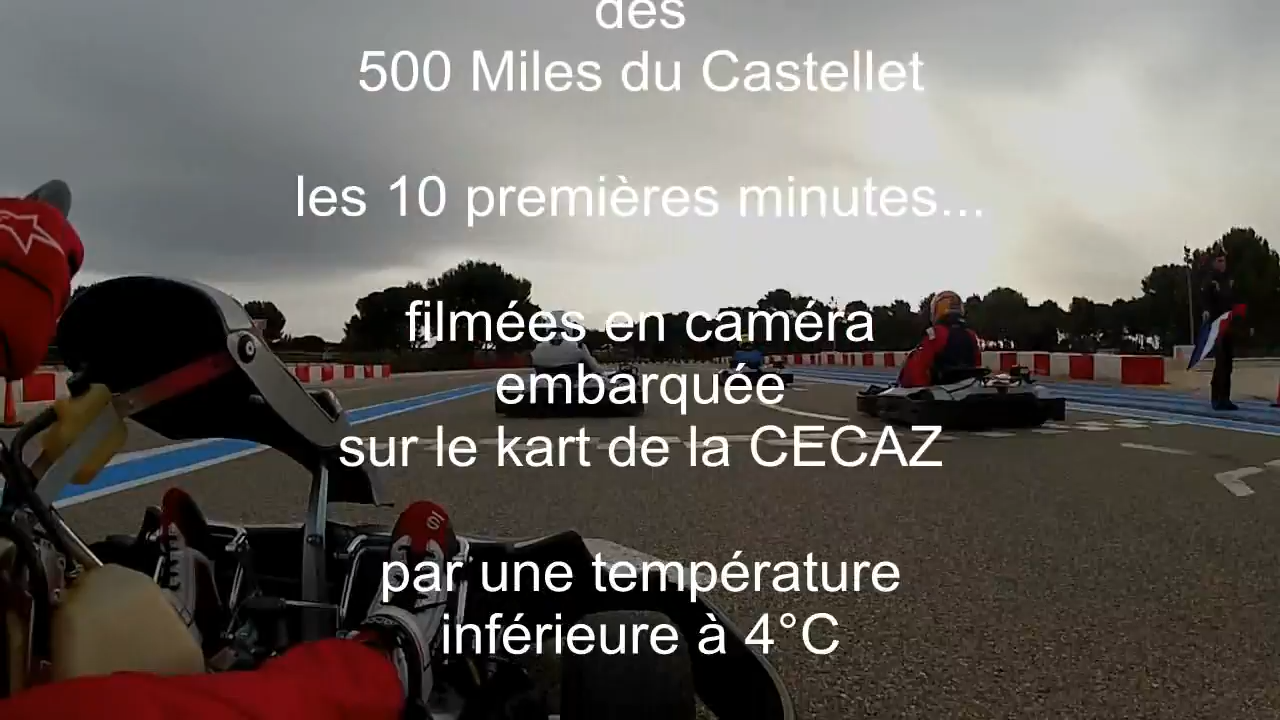 des
500 Miles du Castellet
les 10 premières minutes...
filmées en caméra
embarquée
sur le kart de la CECAZ
par une température
inférieure à 4°C